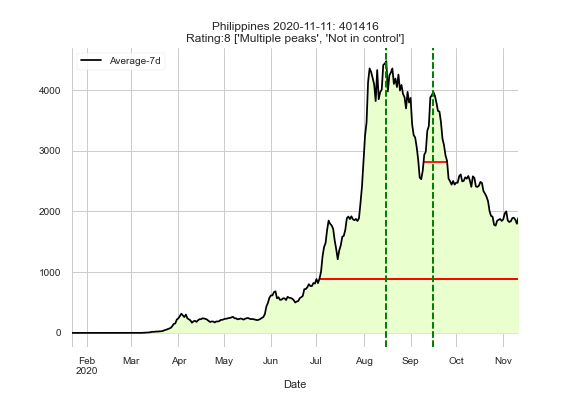 Philippines 2020-11-11: 401416
Rating:8 ['Multiple peaks', 'Not in control']
Average-7d
4000
3000
2000
1000
0
Feb Mar Apr May Jun Jul Aug Sep Oct Nov
2020
Date